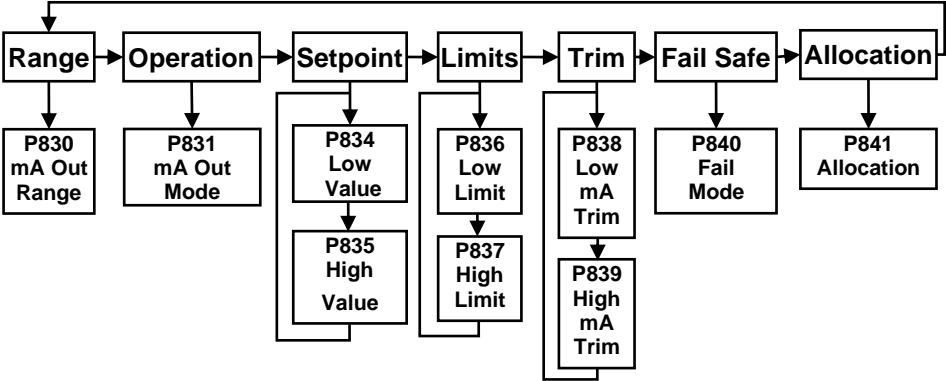 Range
Operation
Setpoint
Limits
Trim
Fail Safe
Allocation
P830
mA Out
Range
P831
mA Out
Mode
P834
Low
Value
P835
High
Value
P836
Low
Limit
P837
High
Limit
P838
Low
mA
Trim
P839
High
mA
Trim
P840
Fail
Mode
P841
Allocation